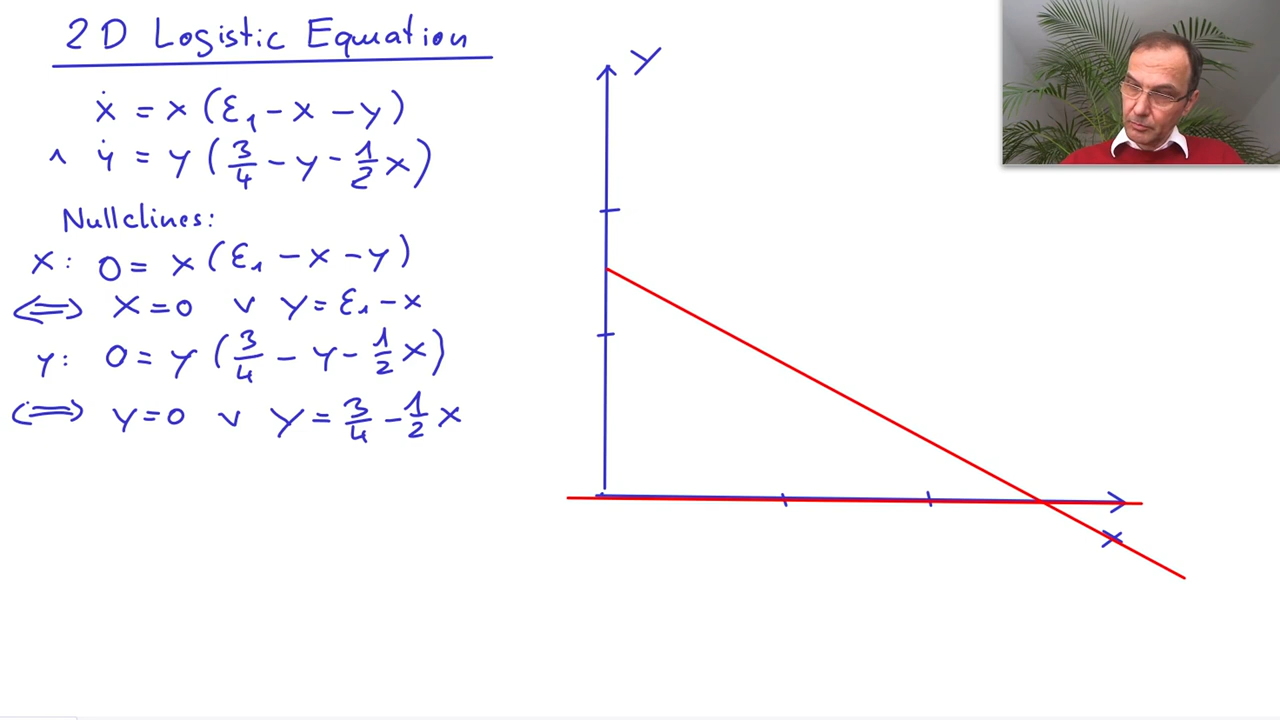 2D Logistic Equation
ẋ = x (ε₁ - x - y)
∧ ẏ = y (3/4 - y - 1/2 x)
Nullclines:
x: 0 = x (ε₁ - x - y)
⟺ x = 0 ∨ y = ε₁ - x
y: 0 = y (3/4 - y - 1/2 x)
⟺ y = 0 ∨ y = 3/4 - 1/2 x
y
x